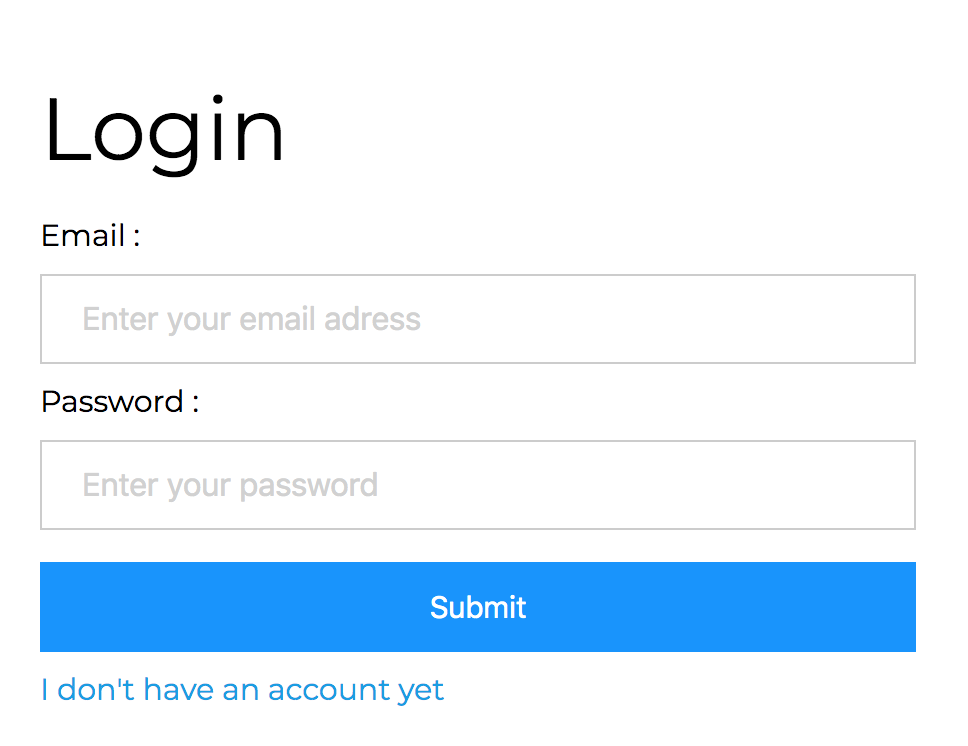 Login
Email :
Enter your email adress
Password :
Enter your password
Submit
I don't have an account yet